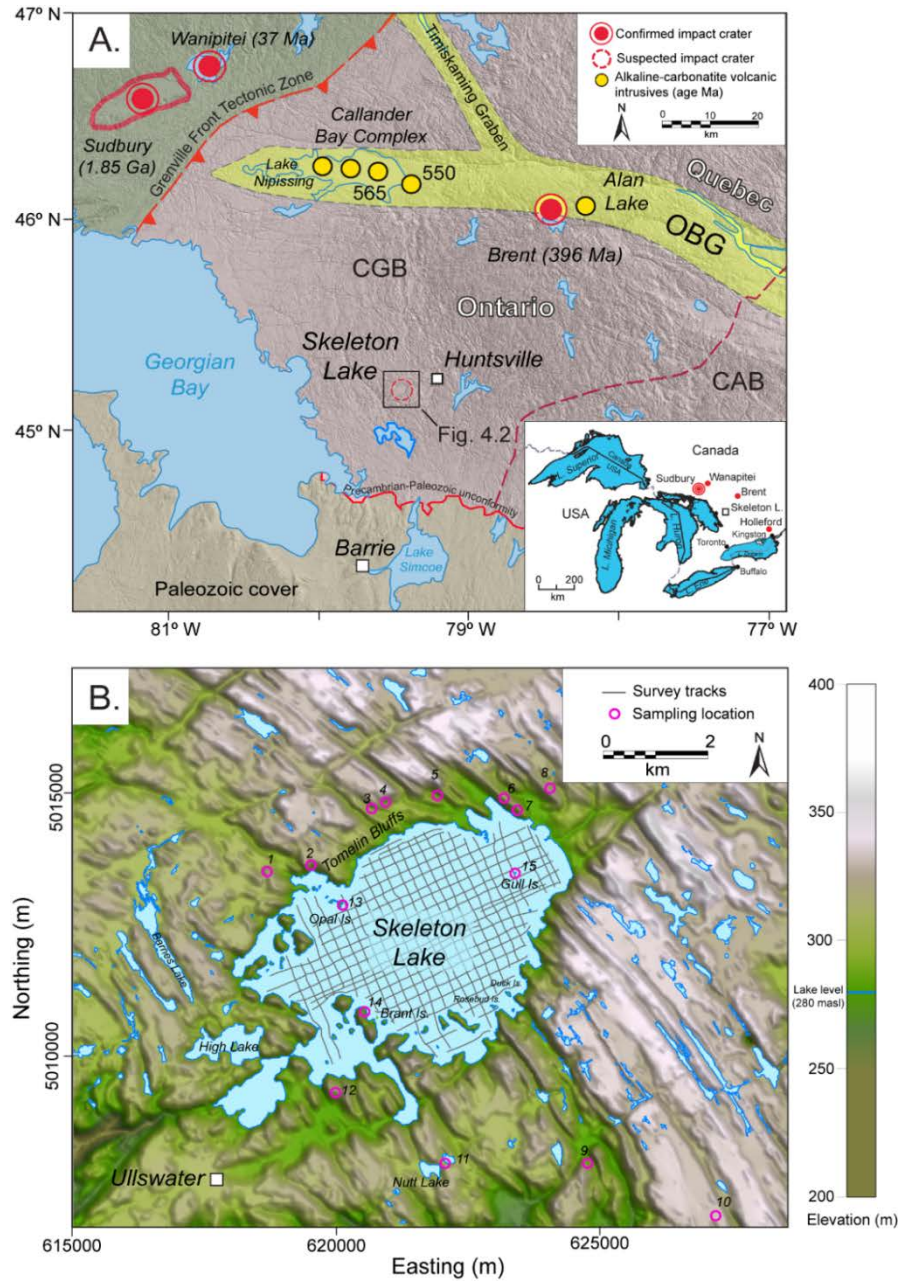 A.
47° N
46° N
45° N
Wanipitei (37 Ma)
Sudbury
(1.85 Ga)
Grenville Front Tectonic Zone
Timiskaming Graben
Callander
Bay Complex
Lake
Nipissing
565
550
Alan
Lake
Quebec
OBG
Brent (396 Ma)
CGB
Ontario
Skeleton
Lake
Huntsville
Georgian
Bay
CAB
Fig. 4.2
Precambrian-Paleozoic unconformity
Barrie
Lake
Simcoe
Paleozoic cover
81° W
79° W
77° W
Confirmed impact crater
Suspected impact crater
Alkaline-carbonatite volcanic
intrusives (age Ma)
N
0 10 20
km
Canada
L. Superior
Canada
USA
Sudbury
Wanapitei
Brent
Skeleton L.
Holleford
Kingston
USA
L. Michigan
L. Huron
Toronto
Buffalo
0 200
km
B.
Survey tracks
Sampling location
0 2
km
N
1
2
3
4
5
6
7
8
9
10
11
12
13
14
15
Tomelin Bluffs
Opal Is.
Gull Is.
Skeleton
Lake
Duck Is.
Rosebud Is.
Brant Is.
Barnes Lake
High Lake
Nutt Lake
Ullswater
5015000
5010000
Northing (m)
615000
620000
625000
Easting (m)
400
350
300
Lake level
(280 masl)
250
200
Elevation (m)